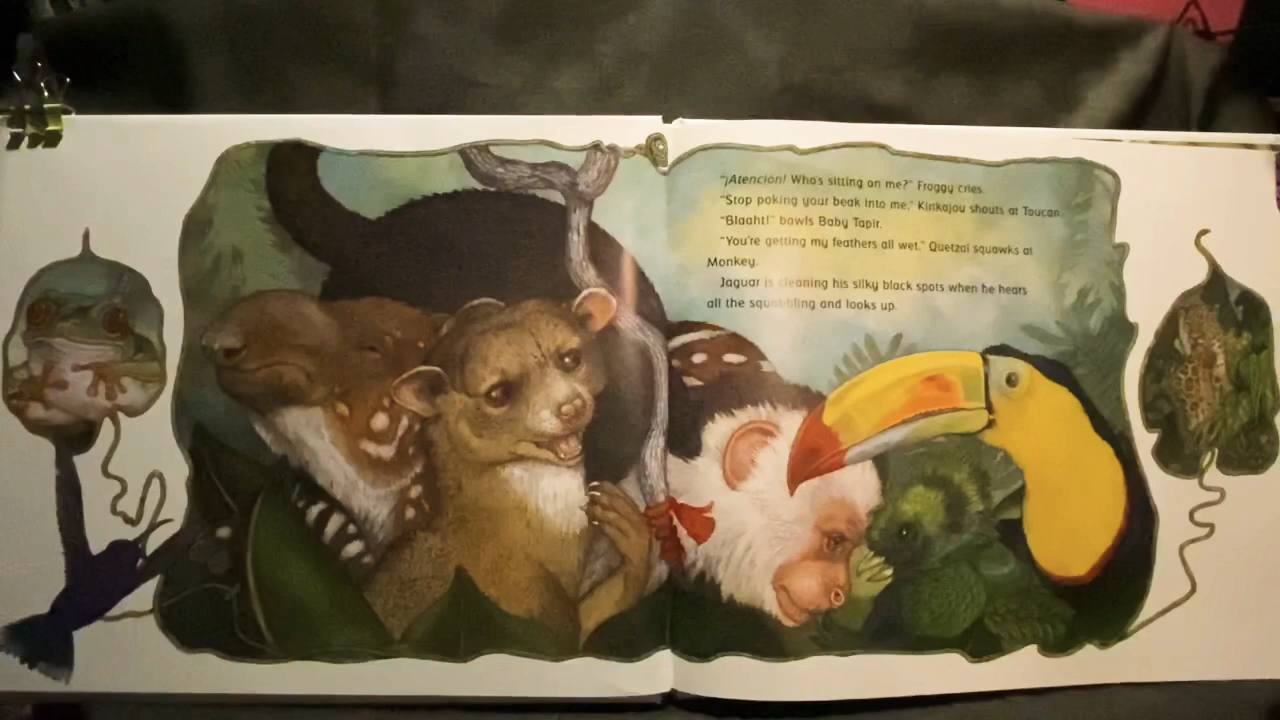 "¡Atención! Who's sitting on me?" Froggy cries.
"Stop poking your beak into me," Kinkajou shouts at Toucan.
"Blaaht!" bawls Baby Tapir.
"You're getting my feathers all wet," Quetzal squawks at
Monkey.
Jaguar is cleaning his silky black spots when he hears
all the squabbling and looks up.